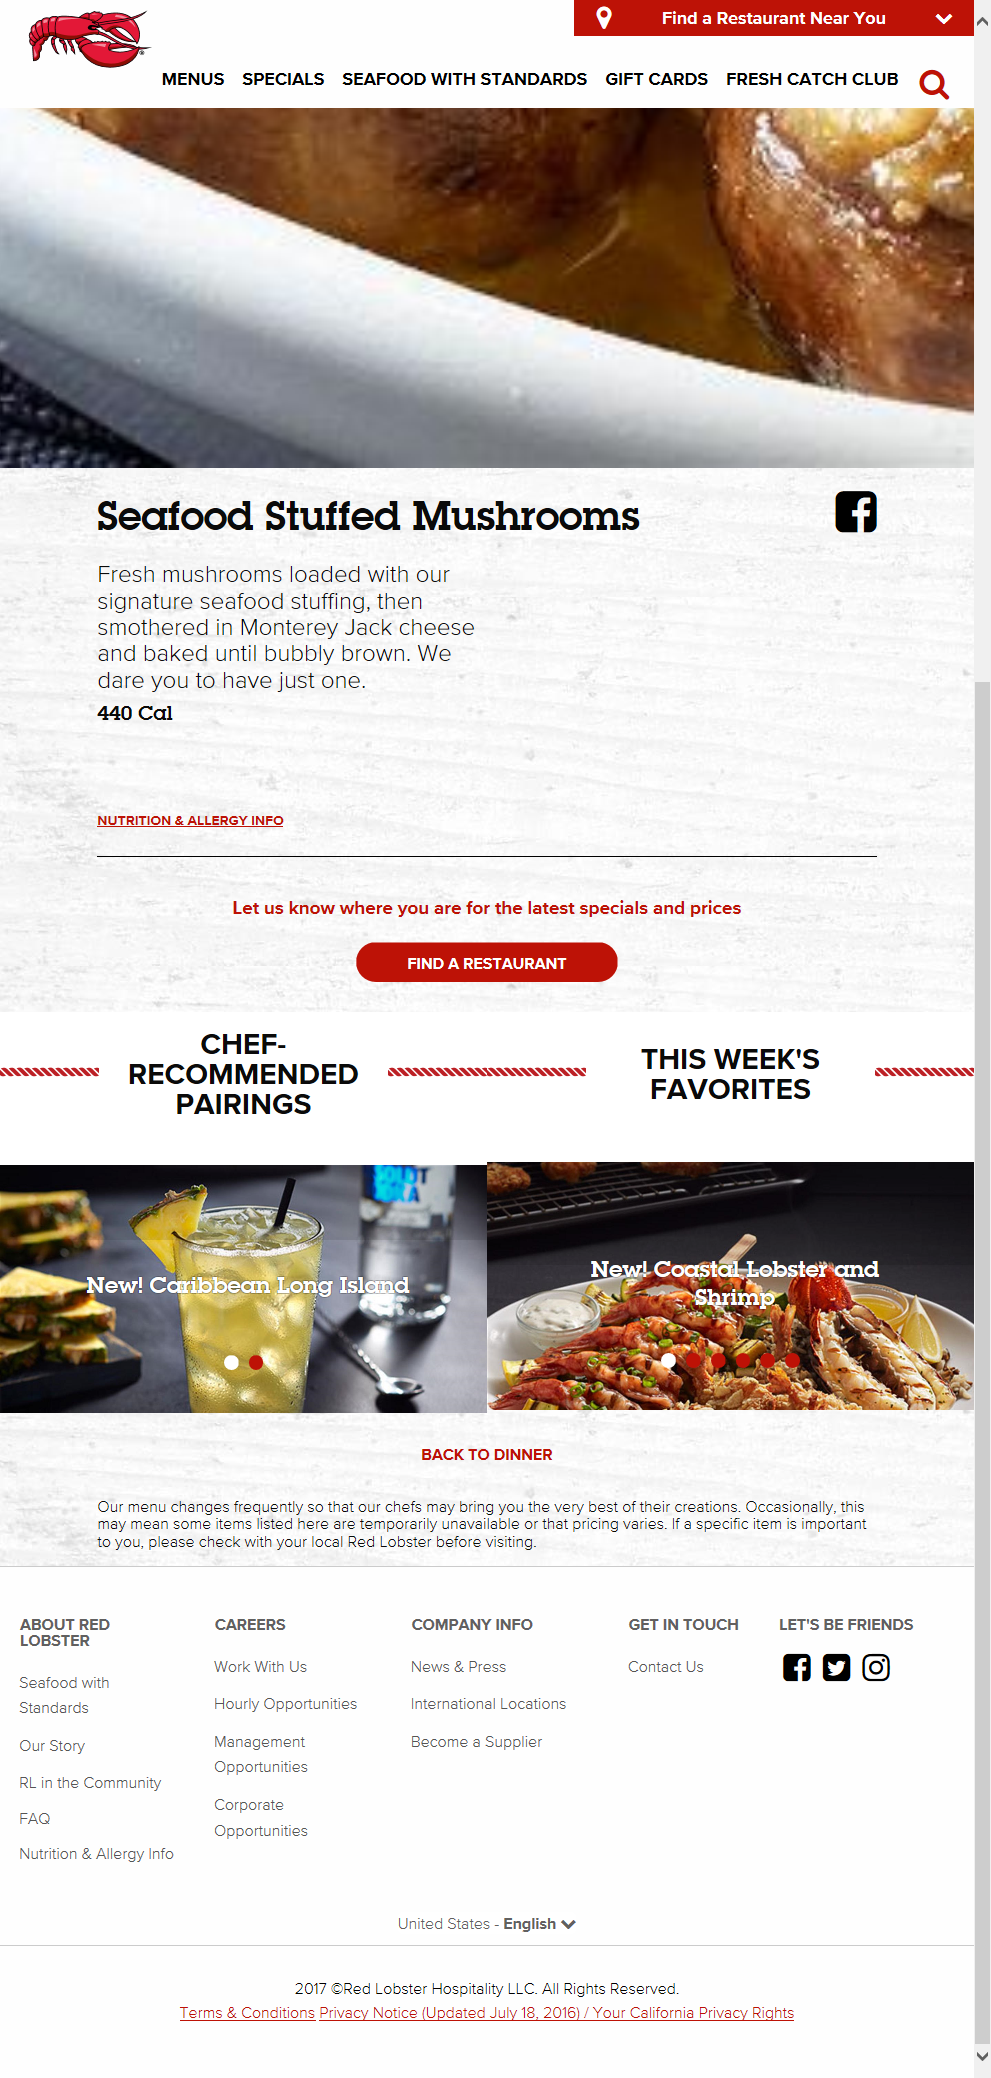 Find a Restaurant Near You
MENUS SPECIALS SEAFOOD WITH STANDARDS GIFT CARDS FRESH CATCH CLUB
Seafood Stuffed Mushrooms
Fresh mushrooms loaded with our
signature seafood stuffing, then
smothered in Monterey Jack cheese
and baked until bubbly brown. We
dare you to have just one.
440 Cal
NUTRITION & ALLERGY INFO
Let us know where you are for the latest specials and prices
FIND A RESTAURANT
CHEF-
RECOMMENDED
PAIRINGS
THIS WEEK'S
FAVORITES
New! Caribbean Long Island
New! Coastal Lobster and
Shrimp
BACK TO DINNER
Our menu changes frequently so that our chefs may bring you the very best of their creations. Occasionally, this
may mean some items listed here are temporarily unavailable or that pricing varies. If a specific item is important
to you, please check with your local Red Lobster before visiting.
ABOUT RED
LOBSTER
Seafood with
Standards
Our Story
RL in the Community
FAQ
Nutrition & Allergy Info
CAREERS
Work With Us
Hourly Opportunities
Management
Opportunities
Corporate
Opportunities
COMPANY INFO
News & Press
International Locations
Become a Supplier
GET IN TOUCH
Contact Us
LET'S BE FRIENDS
United States - English
2017 ©Red Lobster Hospitality LLC. All Rights Reserved.
Terms & Conditions Privacy Notice (Updated July 18, 2016) / Your California Privacy Rights